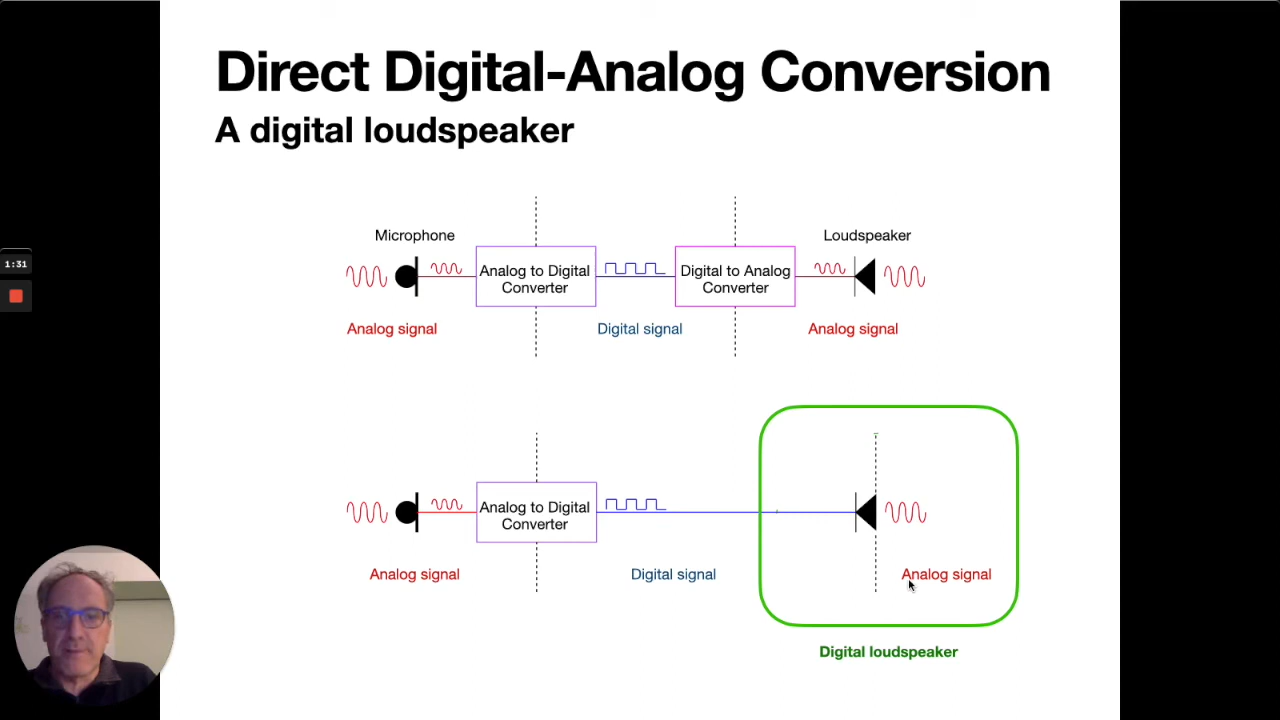 Direct Digital-Analog Conversion
A digital loudspeaker
Microphone
Loudspeaker
1:31
Analog to Digital
Converter
Digital to Analog
Converter
Analog signal
Digital signal
Analog signal
Analog to Digital
Converter
Analog signal
Digital signal
Analog signal
Digital loudspeaker